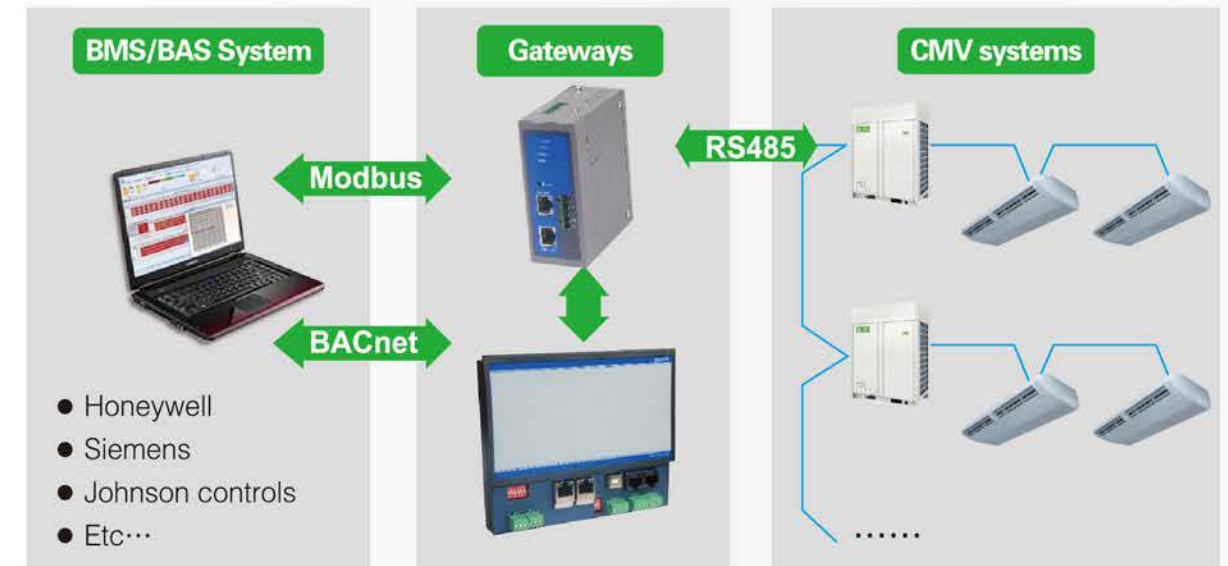 BMS/BAS System
Gateways
CMV systems
Modbus
RS485
BACnet
● Honeywell
● Siemens
● Johnson controls
● Etc···
······